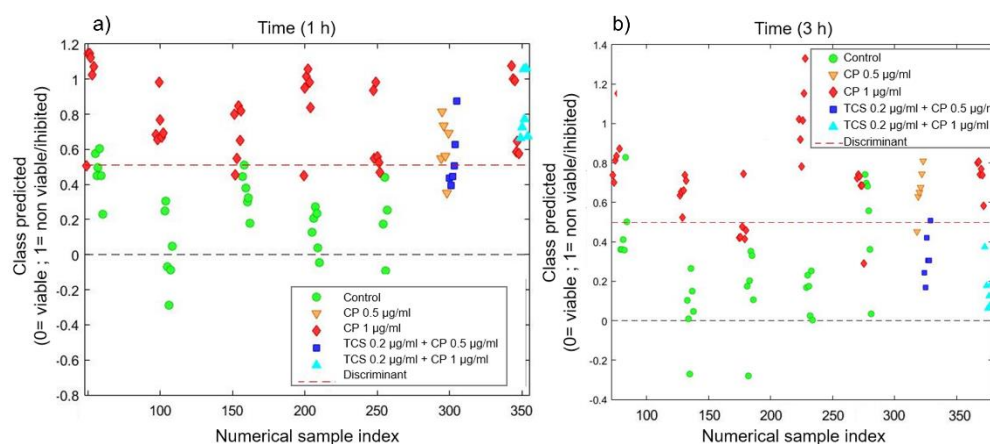 a)
Time (1 h)
Class predicted
(0= viable ; 1= non viable/ihibited)
1.2
1
0.8
0.6
0.4
0.2
0
-0.2
-0.4
-0.6
-0.8
Control
CP 0.5 µg/ml
CP 1 µg/ml
TCS 0.2 µg/ml + CP 0.5 µg/ml
TCS 0.2 µg/ml + CP 1 µg/ml
Discriminant
100 150 200 250 300 350
Numerical sample index
b)
Time (3 h)
Class predicted
(0= viable ; 1= non viable/ihibited)
1.4
1.2
1
0.8
0.6
0.4
0.2
0
-0.2
-0.4
Control
CP 0.5 µg/ml
CP 1 µg/ml
TCS 0.2 µg/ml + CP 0.5 µg/m
TCS 0.2 µg/ml + CP 1 µg/ml
Discriminant
100 150 200 250 300 350
Numerical sample index